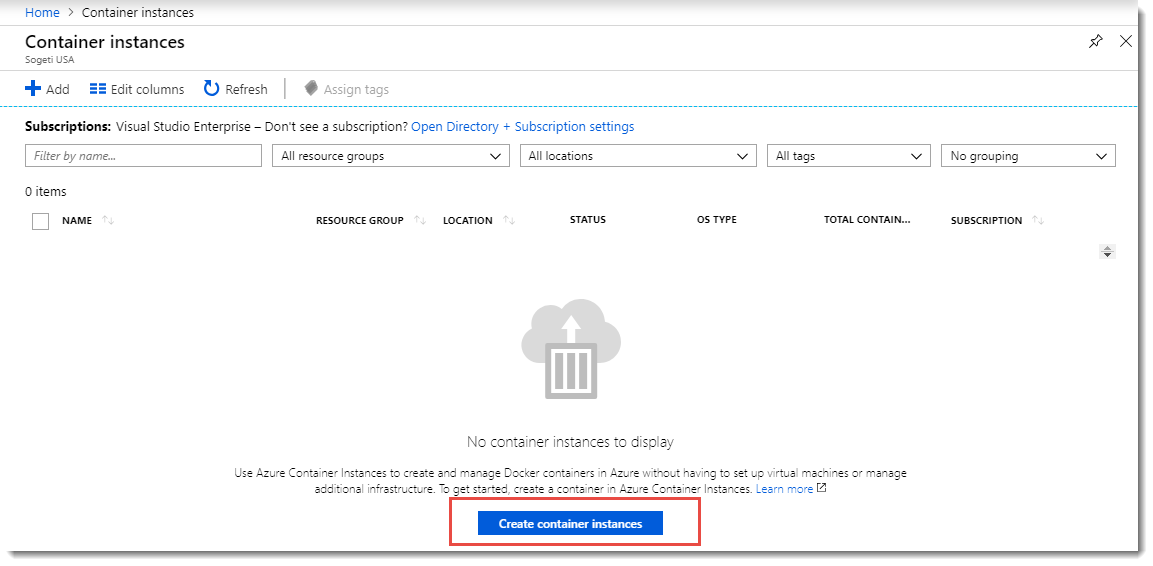 Home > Container instances
Container instances
Sogeti USA
Add Edit columns Refresh Assign tags
Subscriptions: Visual Studio Enterprise – Don't see a subscription? Open Directory + Subscription settings
Filter by name... All resource groups All locations All tags No grouping
0 items
NAME RESOURCE GROUP LOCATION STATUS OS TYPE TOTAL CONTAIN... SUBSCRIPTION
No container instances to display
Use Azure Container Instances to create and manage Docker containers in Azure without having to set up virtual machines or manage
additional infrastructure. To get started, create a container in Azure Container Instances. Learn more
Create container instances